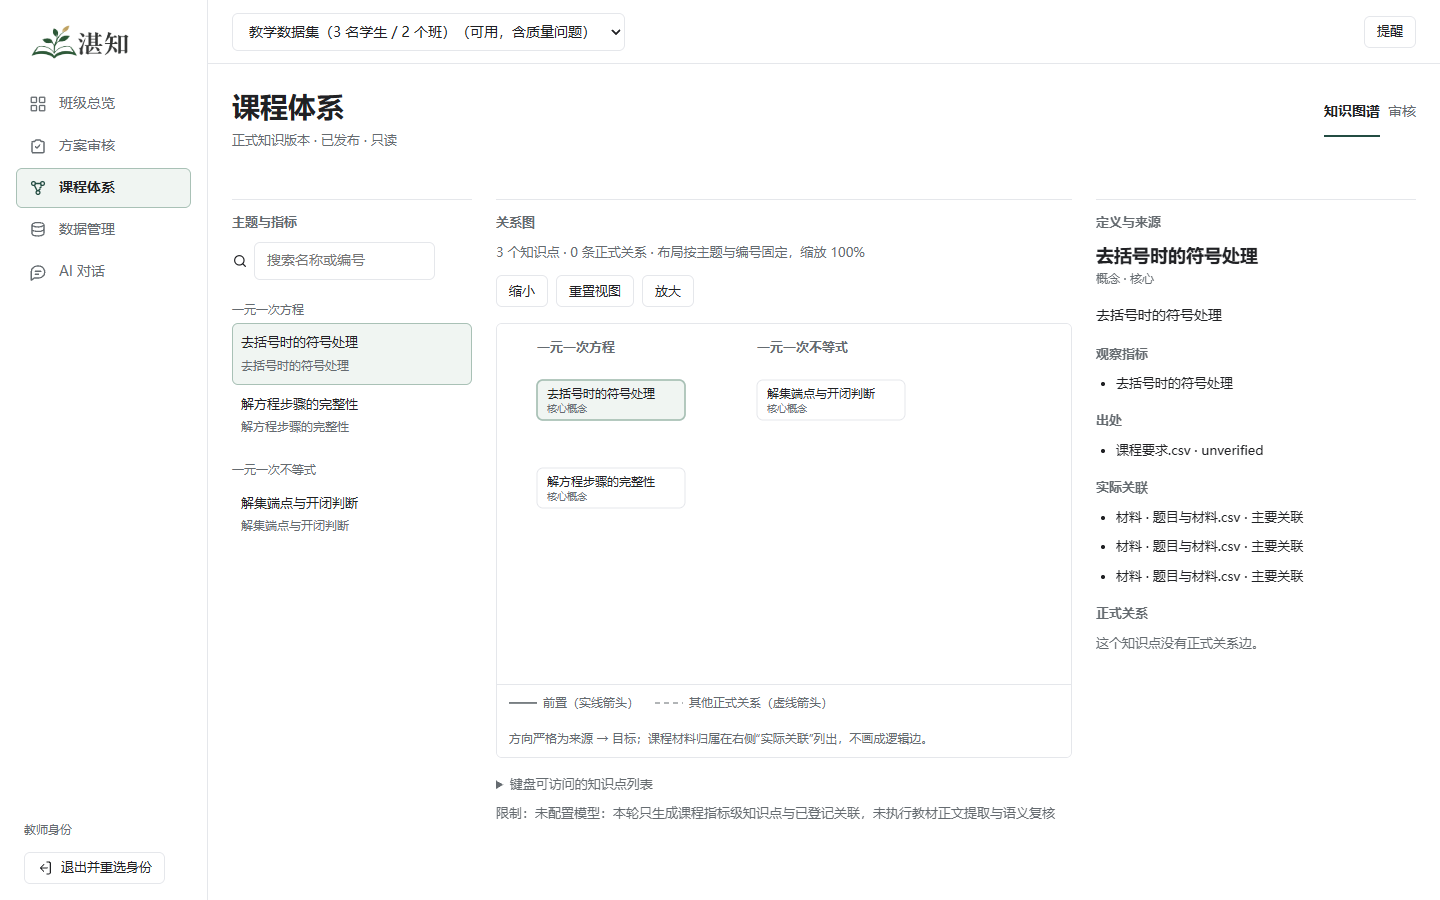 湛知
班级总览
方案审核
课程体系
数据管理
AI 对话
教师身份
退出并重选身份
教学数据集（3 名学生 / 2 个班）（可用，含质量问题）
提醒
课程体系
正式知识版本 · 已发布 · 只读
知识图谱 审核
主题与指标
搜索名称或编号
一元一次方程
去括号时的符号处理
去括号时的符号处理
解方程步骤的完整性
解方程步骤的完整性
一元一次不等式
解集端点与开闭判断
解集端点与开闭判断
关系图
3 个知识点 · 0 条正式关系 · 布局按主题与编号固定，缩放 100%
缩小 重置视图 放大
一元一次方程 一元一次不等式
去括号时的符号处理
核心概念
解集端点与开闭判断
核心概念
解方程步骤的完整性
核心概念
前置（实线箭头） 其他正式关系（虚线箭头）
方向严格为来源 → 目标；课程材料归属在右侧“实际关联”列出，不画成逻辑边。
键盘可访问的知识点列表
限制：未配置模型：本轮只生成课程指标级知识点与已登记关联，未执行教材正文提取与语义复核
定义与来源
去括号时的符号处理
概念 · 核心
去括号时的符号处理
观察指标
• 去括号时的符号处理
出处
• 课程要求.csv · unverified
实际关联
• 材料 · 题目与材料.csv · 主要关联
• 材料 · 题目与材料.csv · 主要关联
• 材料 · 题目与材料.csv · 主要关联
正式关系
这个知识点没有正式关系边。